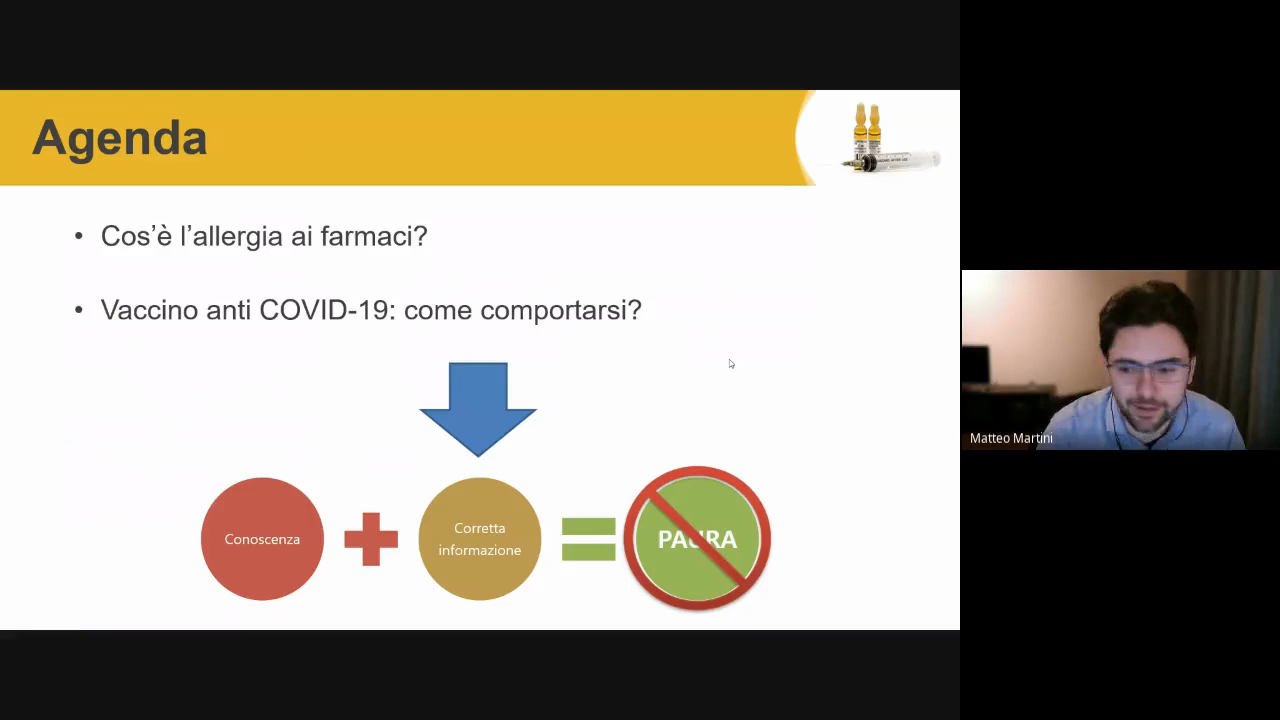 Agenda
• Cos’è l’allergia ai farmaci?
• Vaccino anti COVID-19: come comportarsi?
Conoscenza
Corretta
informazione
PAURA
Matteo Martini